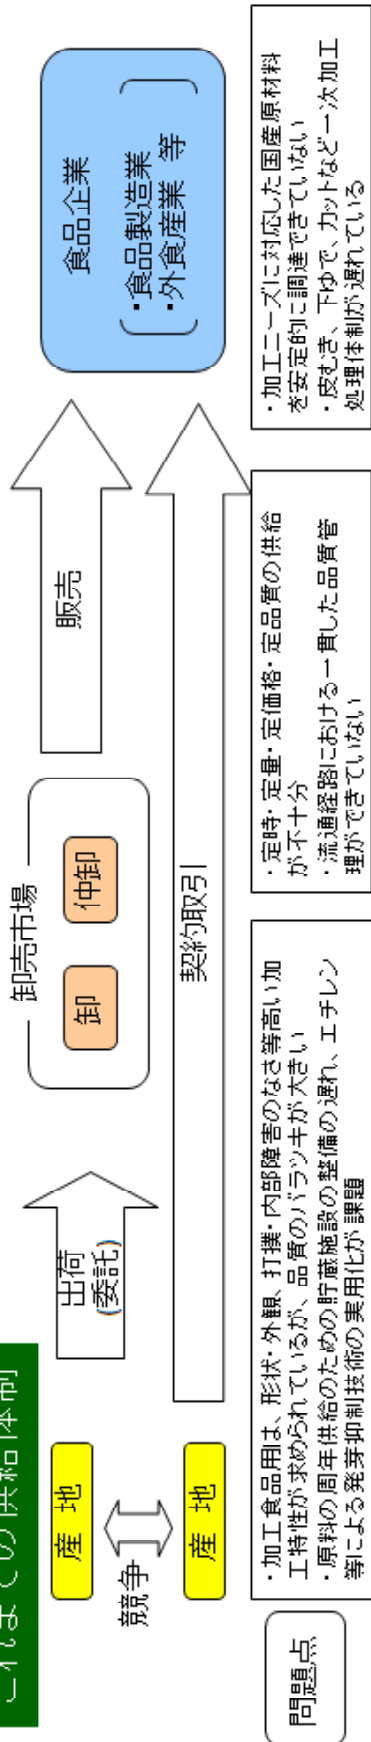 これまでの供給体制
産 地
競争
産 地
出荷
(委託)
卸売市場
卸
仲卸
販売
契約取引
食品企業
・食品製造業
・外食産業 等
問題点
・加工食品用は、形状・外観、打撲・内部障害のなさ等高い加
工特性が求められているが、品質のバラツキが大きい
・原料の周年供給のための貯蔵施設の整備の遅れ、エチレン
等による発芽抑制技術の実用化が課題
・定時・定量・定価格・定品質の供給
が不十分
・流通経路における一貫した品質管
理ができていない
・加工ニーズに対応した国産原材料
を安定的に調達できていない
・皮むき、下ゆで、カットなど一次加工
処理体制が遅れている